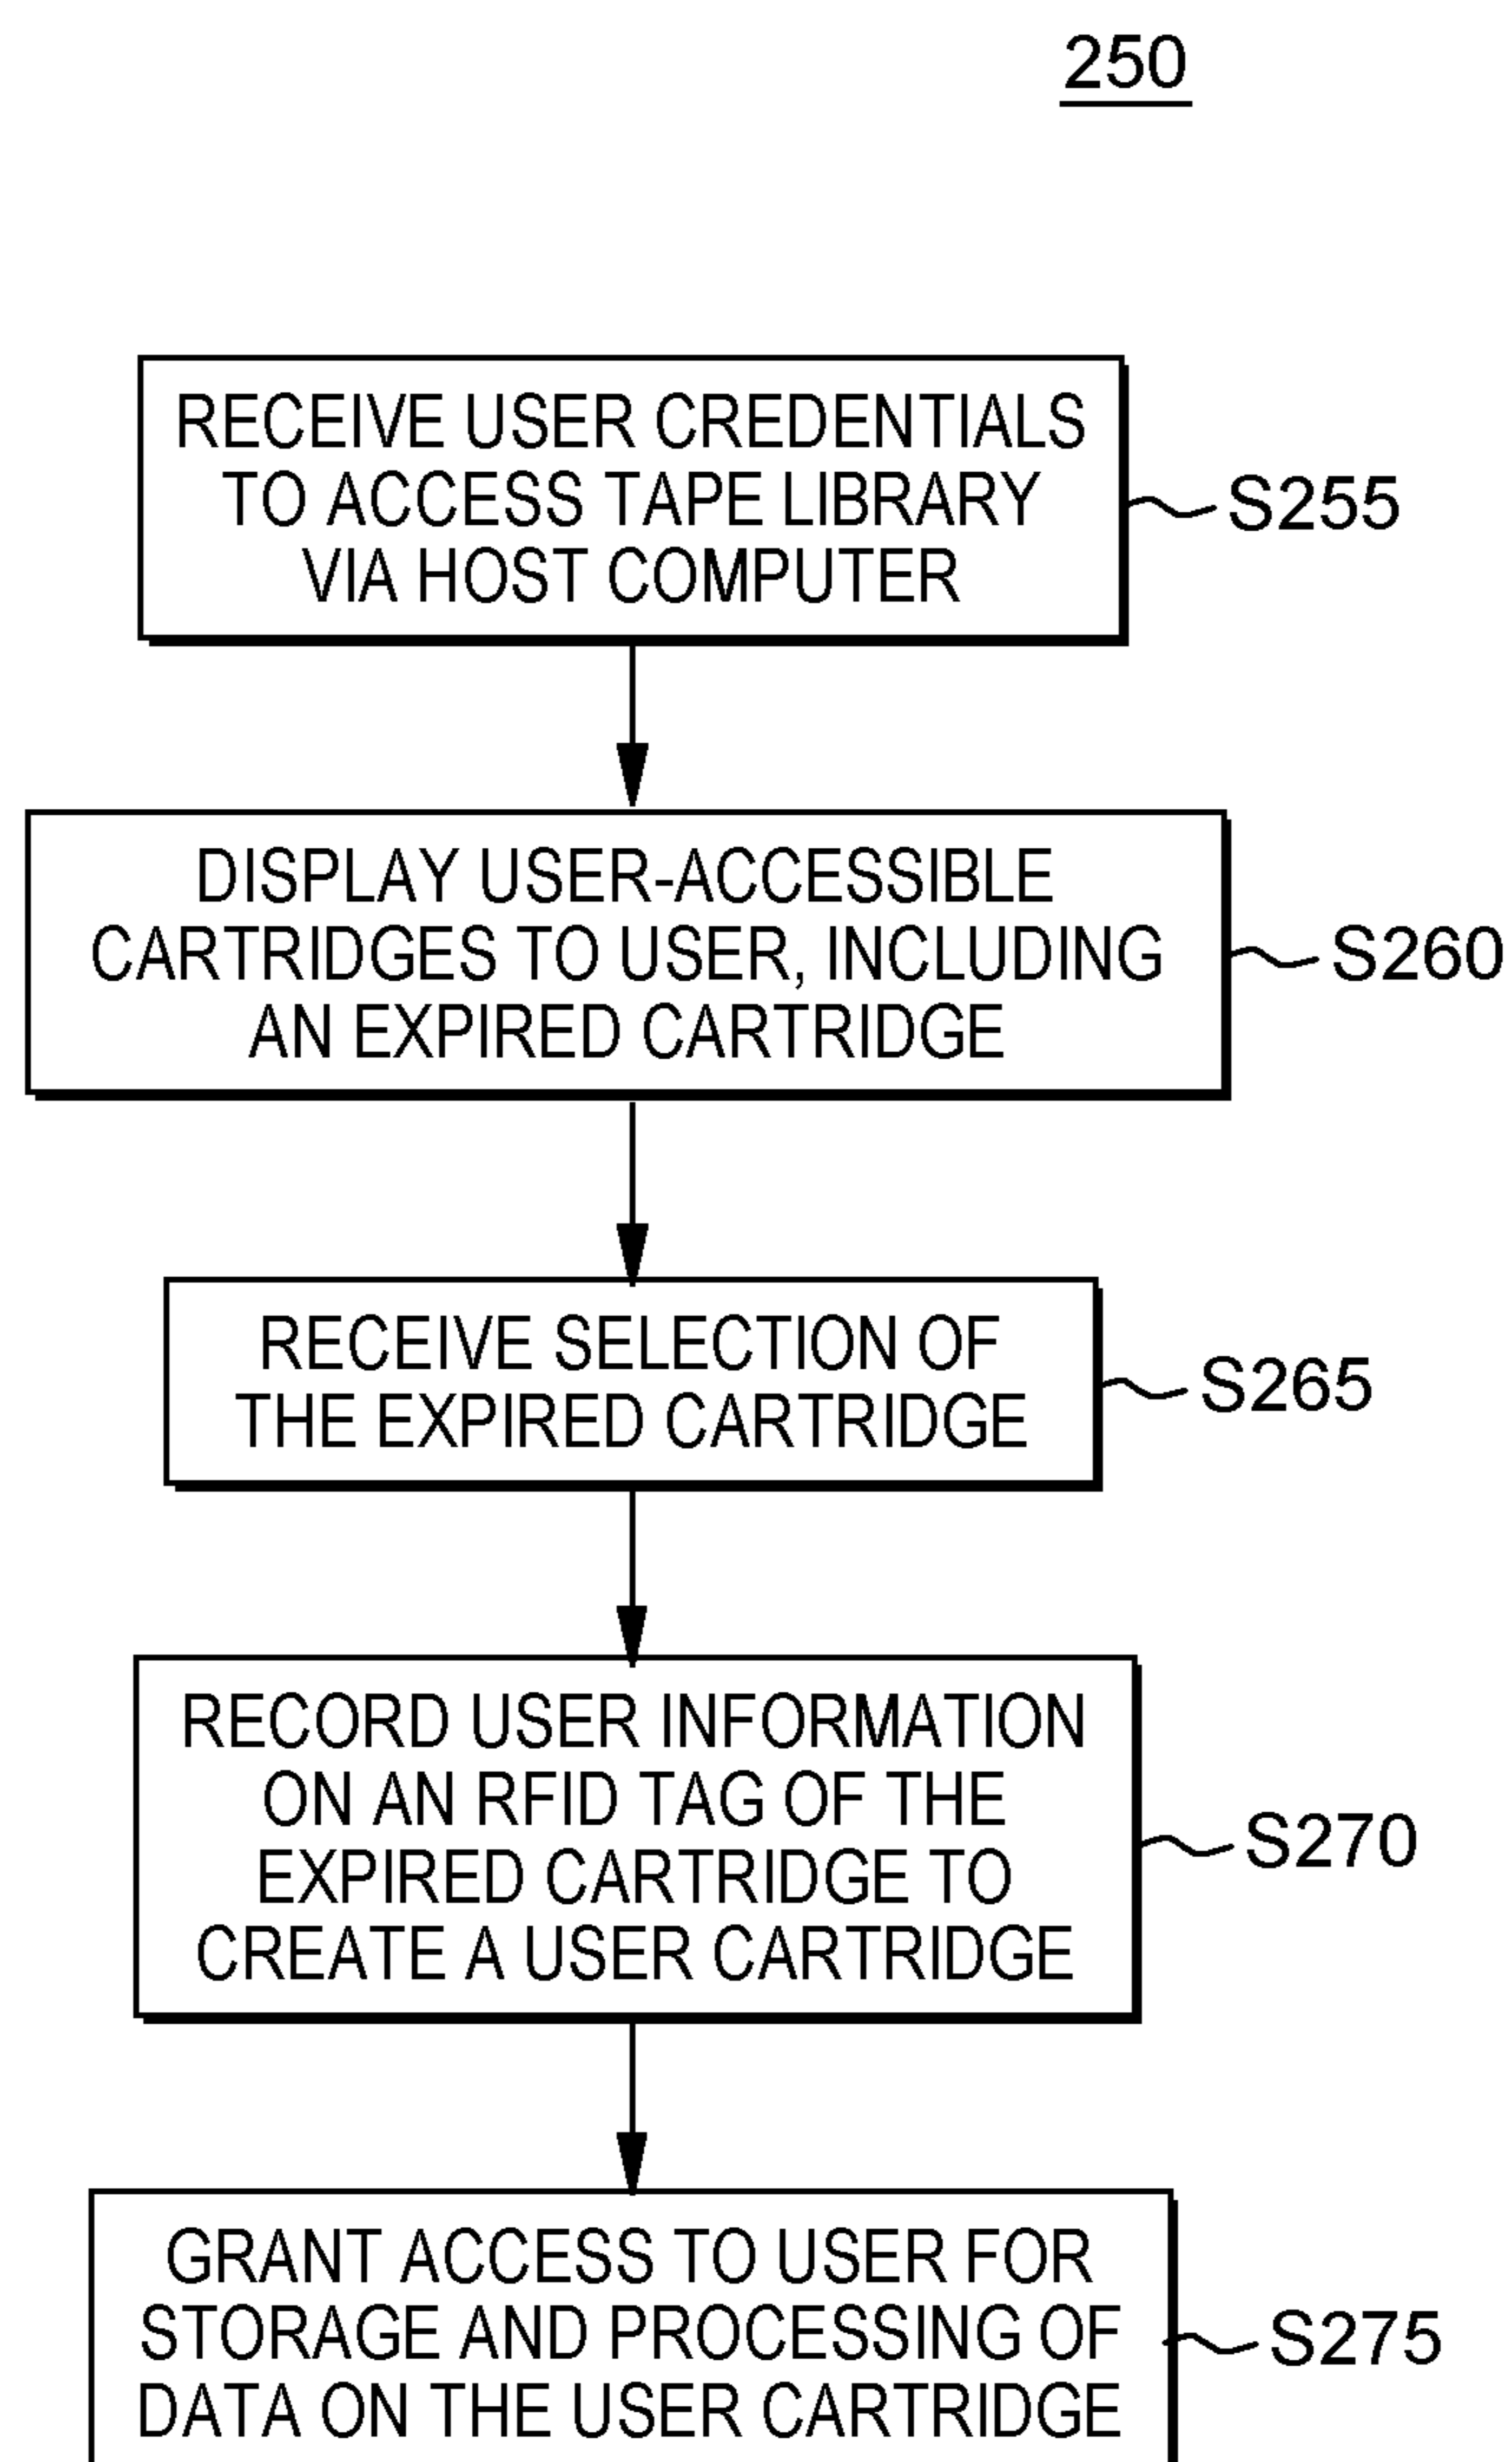 250
RECEIVE USER CREDENTIALS
TO ACCESS TAPE LIBRARY
VIA HOST COMPUTER
S255
DISPLAY USER-ACCESSIBLE
CARTRIDGES TO USER, INCLUDING
AN EXPIRED CARTRIDGE
S260
RECEIVE SELECTION OF
THE EXPIRED CARTRIDGE
S265
RECORD USER INFORMATION
ON AN RFID TAG OF THE
EXPIRED CARTRIDGE TO
CREATE A USER CARTRIDGE
S270
GRANT ACCESS TO USER FOR
STORAGE AND PROCESSING OF
DATA ON THE USER CARTRIDGE
S275